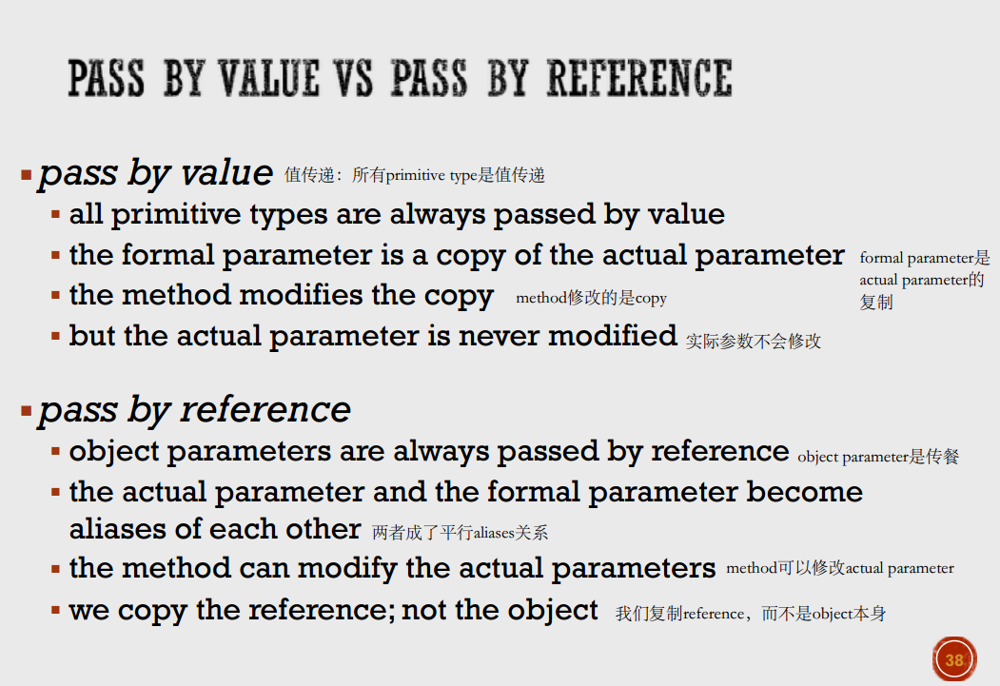 PASS BY VALUE VS PASS BY REFERENCE
pass by value 值传递：所有primitive type是值传递
all primitive types are always passed by value
the formal parameter is a copy of the actual parameter
formal parameter是
actual parameter的
复制
the method modifies the copy method修改的是copy
but the actual parameter is never modified 实际参数不会修改
pass by reference
object parameters are always passed by reference object parameter是传餐
the actual parameter and the formal parameter become
aliases of each other 两者成了平行aliases关系
the method can modify the actual parameters method可以修改actual parameter
we copy the reference; not the object 我们复制reference，而不是object本身
38